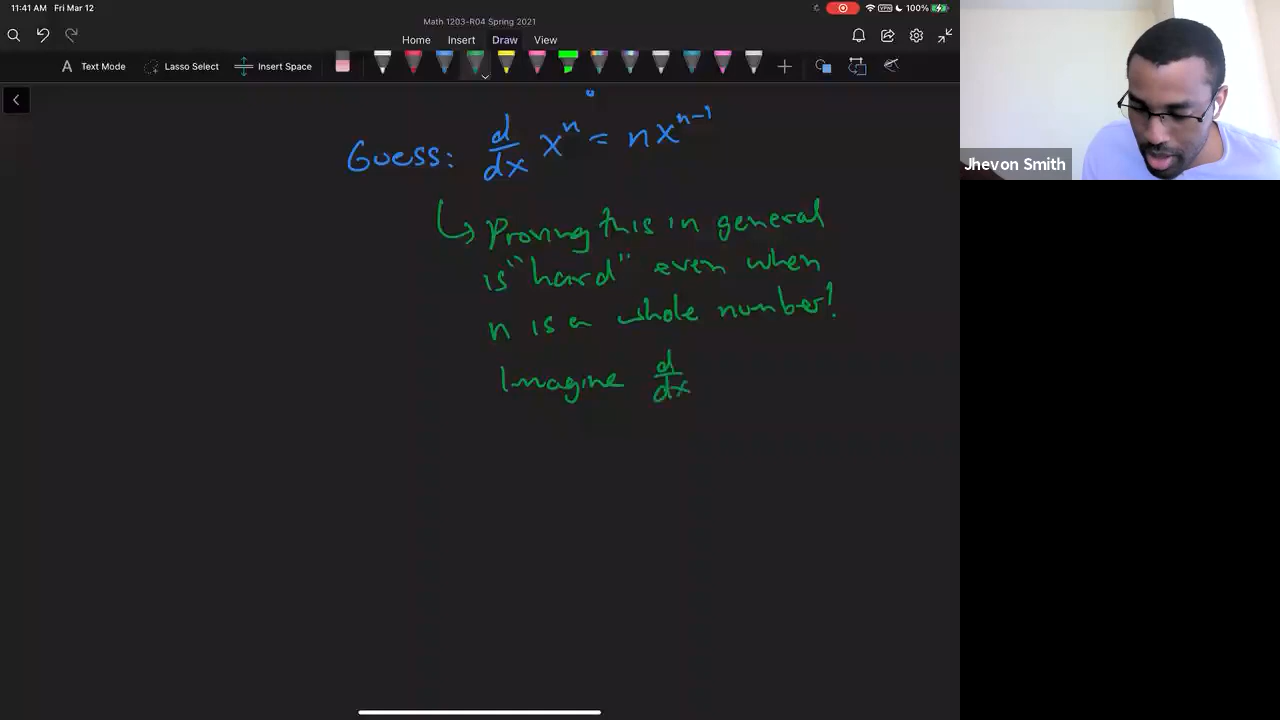 11:41 AM Fri Mar 12
100%
Math 1203-R04 Spring 2021
Home Insert Draw View
Text Mode Lasso Select Insert Space
Guess: d/dx x^n = nx^{n-1}
Proving this in general
is "hard" even when
n is a whole number!
Imagine d/dx
Jhevon Smith